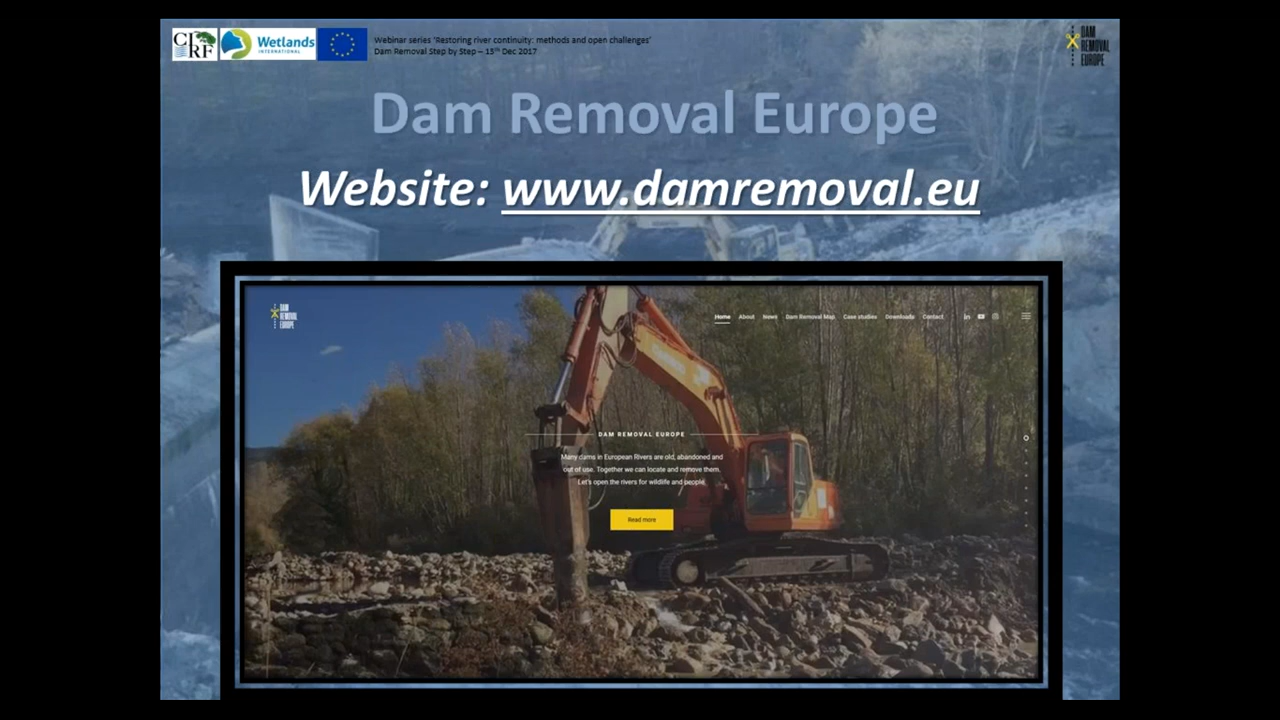 CIRF
Wetlands
INTERNATIONAL
Webinar series 'Restoring river continuity: methods and open challenges'
Dam Removal Step by Step – 15th Dec 2017
DAM
REMOVAL
EUROPE
Dam Removal Europe
Website: www.damremoval.eu
DAM
REMOVAL
EUROPE
Home About News Dam Removal Map Case studies Downloads Contact in
DAM REMOVAL EUROPE
Many dams in European Rivers are old, abandoned and
out of use. Together we can locate and remove them.
Let's open the rivers for wildlife and people.
Read more